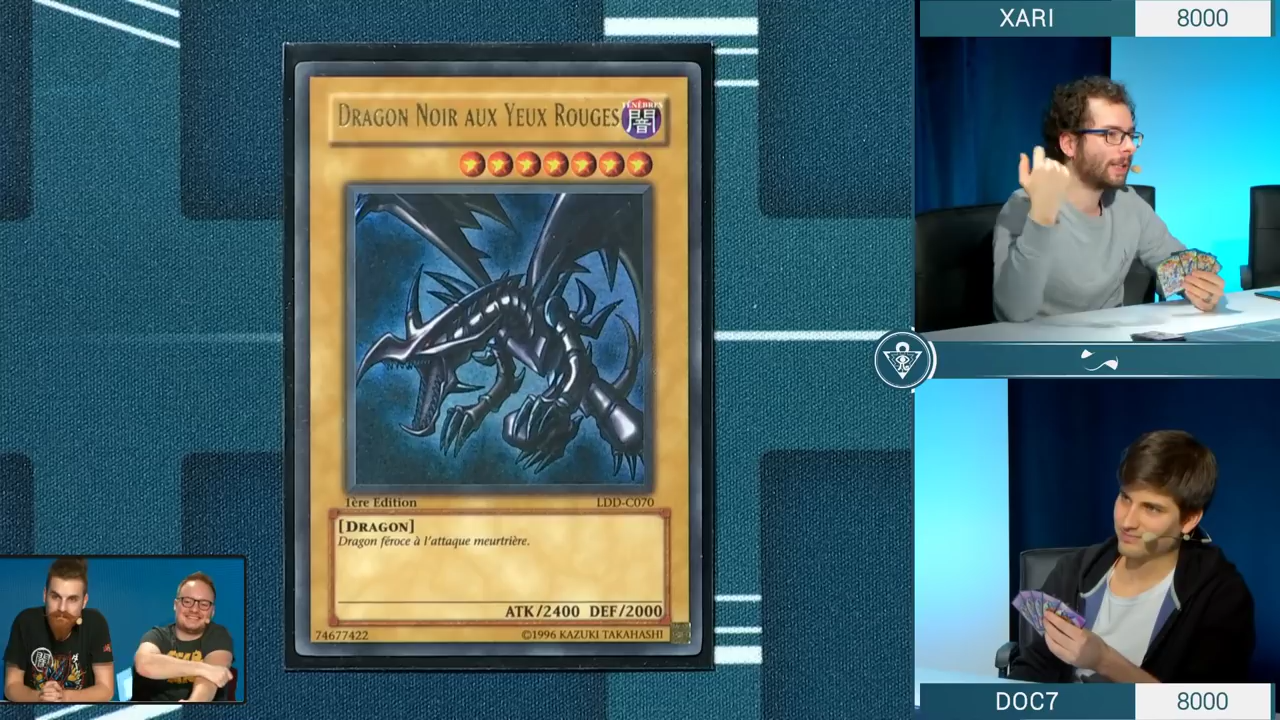 XARI 8000
DRAGON NOIR AUX YEUX ROUGES
TÉNÈBRES
闇
1ère Edition LDD-C070
[DRAGON]
Dragon féroce à l'attaque meurtrière.
ATK/2400 DEF/2000
74677422 ©1996 KAZUKI TAKAHASHI
DOC7 8000